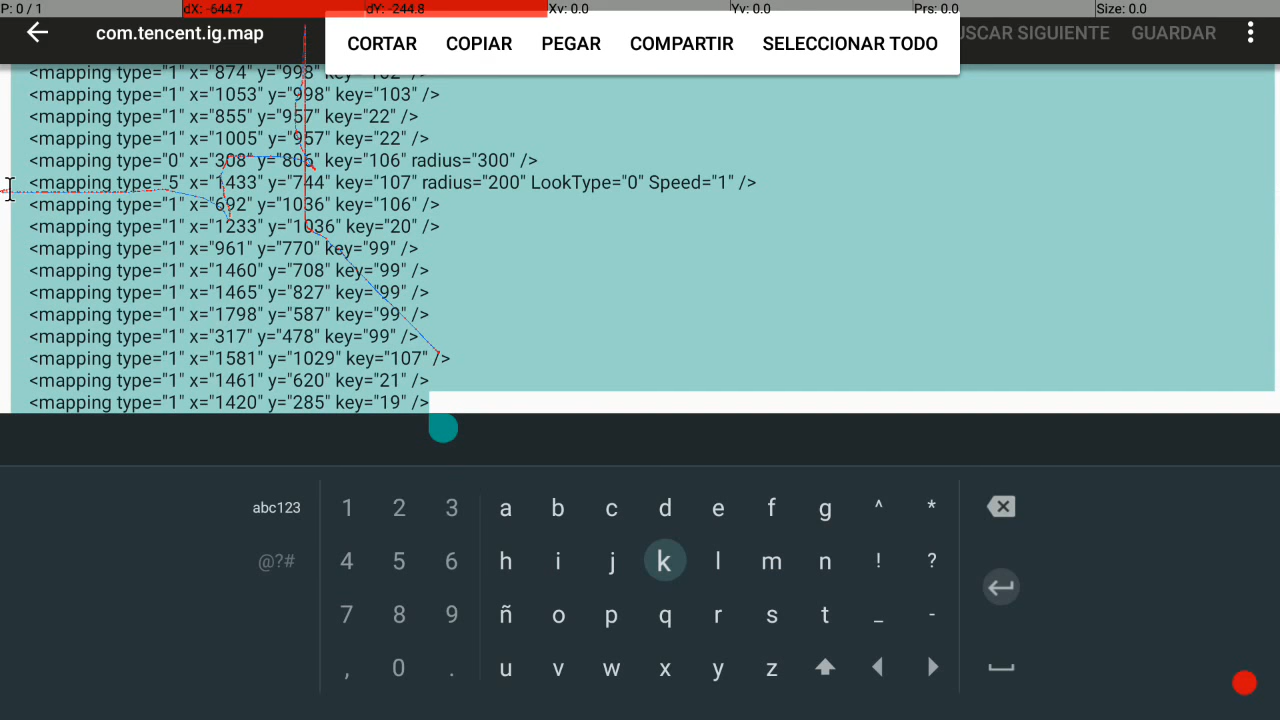 P: 0 / 1 dX: -644.7 dY: -244.8 Xv: 0.0 Yv: 0.0 Prs: 0.0 Size: 0.0
com.tencent.ig.map CORTAR COPIAR PEGAR COMPARTIR SELECCIONAR TODO USCAR SIGUIENTE GUARDAR
<mapping type="1" x="874" y="998" key="102" />
<mapping type="1" x="1053" y="998" key="103" />
<mapping type="1" x="855" y="957" key="22" />
<mapping type="1" x="1005" y="957" key="22" />
<mapping type="0" x="308" y="806" key="106" radius="300" />
<mapping type="5" x="1433" y="744" key="107" radius="200" LookType="0" Speed="1" />
<mapping type="1" x="692" y="1036" key="106" />
<mapping type="1" x="1233" y="1036" key="20" />
<mapping type="1" x="961" y="770" key="99" />
<mapping type="1" x="1460" y="708" key="99" />
<mapping type="1" x="1465" y="827" key="99" />
<mapping type="1" x="1798" y="587" key="99" />
<mapping type="1" x="317" y="478" key="99" />
<mapping type="1" x="1581" y="1029" key="107" />
<mapping type="1" x="1461" y="620" key="21" />
<mapping type="1" x="1420" y="285" key="19" />
abc123 1 2 3 a b c d e f g ^ *
@?# 4 5 6 h i j k l m n ! ?
7 8 9 ñ o p q r s t _ -
, 0 . u v w x y z